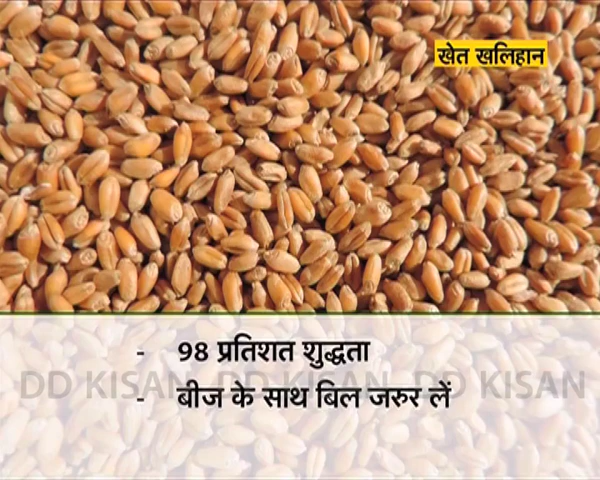 खेत खलिहान
- 98 प्रतिशत शुद्धता
DD KISAN DD KISAN DD KISAN
- बीज के साथ बिल जरुर लें